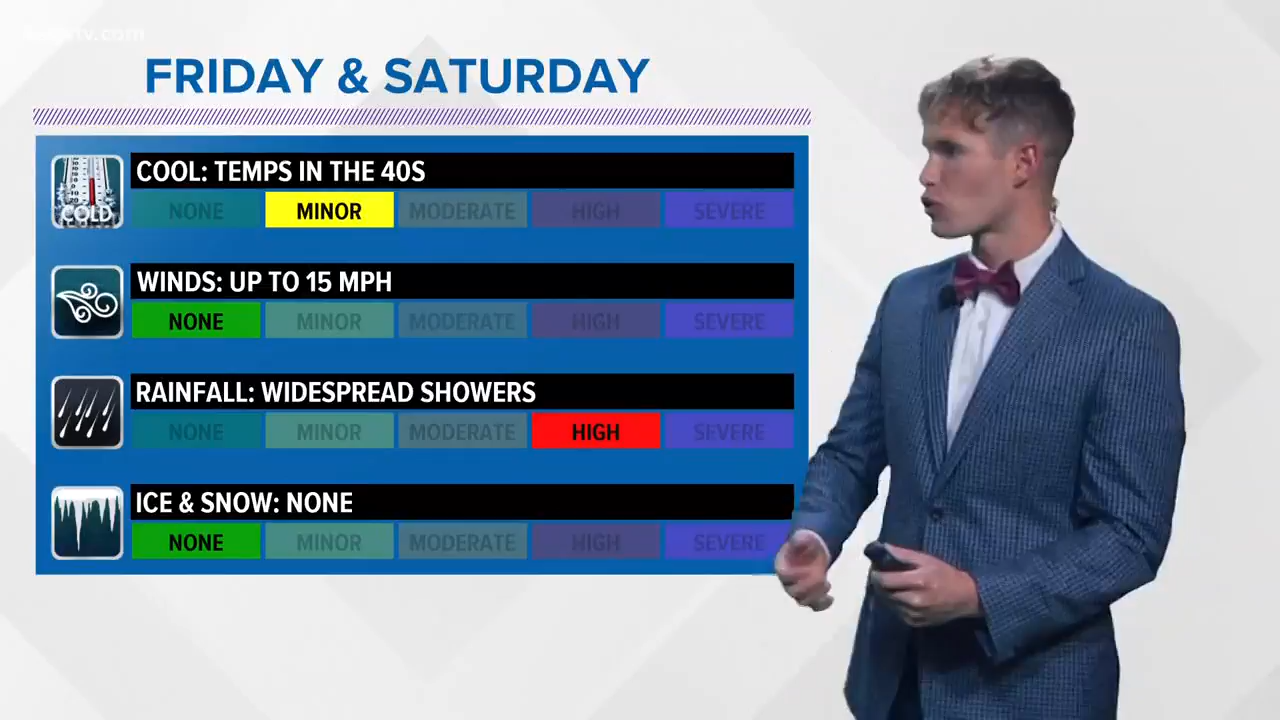 FRIDAY & SATURDAY
COOL: TEMPS IN THE 40S
NONE MINOR MODERATE HIGH SEVERE
COLD
WINDS: UP TO 15 MPH
NONE MINOR MODERATE HIGH SEVERE
RAINFALL: WIDESPREAD SHOWERS
NONE MINOR MODERATE HIGH SEVERE
ICE & SNOW: NONE
NONE MINOR MODERATE HIGH SEVERE